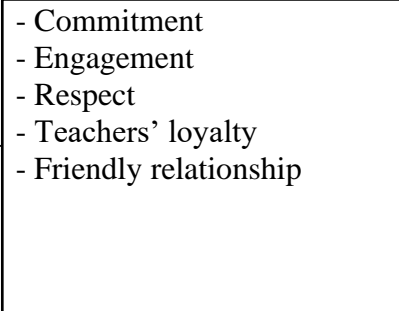 - Commitment
- Engagement
- Respect
- Teachers’ loyalty
- Friendly relationship